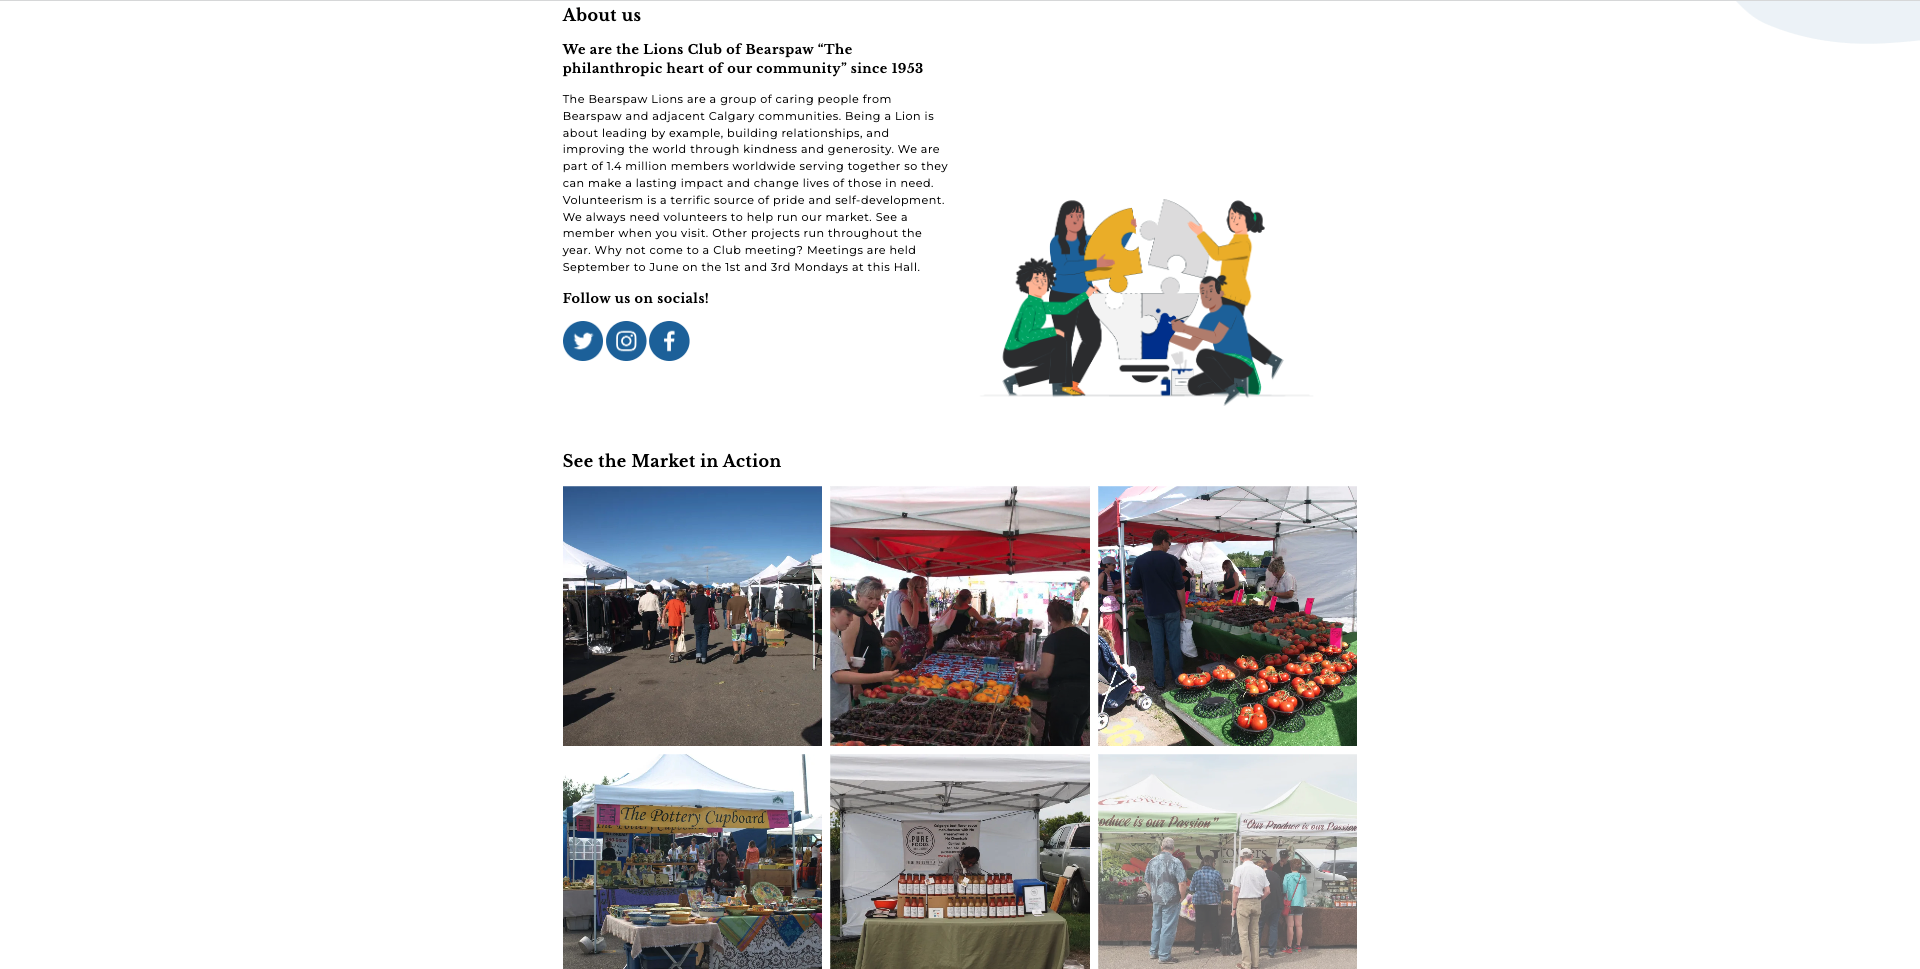 About us
We are the Lions Club of Bearspaw “The
philanthropic heart of our community” since 1953
The Bearspaw Lions are a group of caring people from
Bearspaw and adjacent Calgary communities. Being a Lion is
about leading by example, building relationships, and
improving the world through kindness and generosity. We are
part of 1.4 million members worldwide serving together so they
can make a lasting impact and change lives of those in need.
Volunteerism is a terrific source of pride and self-development.
We always need volunteers to help run our market. See a
member when you visit. Other projects run throughout the
year. Why not come to a Club meeting? Meetings are held
September to June on the 1st and 3rd Mondays at this Hall.
Follow us on socials!
See the Market in Action
The Pottery Cupboard
PURE
Growers
oduce is our Passion”
“Our Produce is our Passion